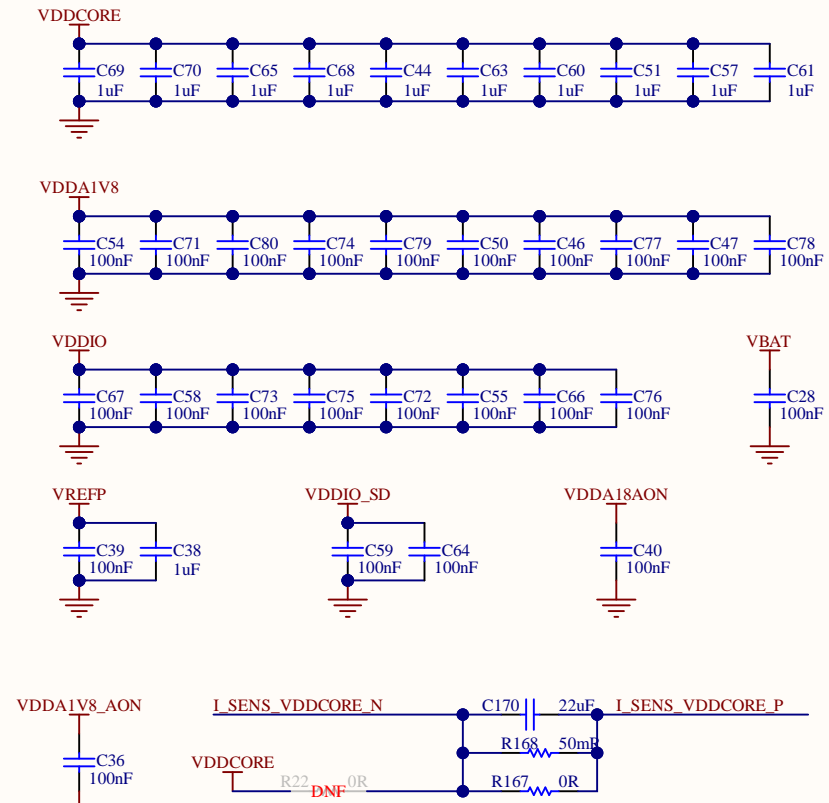 VDDCORE
C69 C70 C65 C68 C44 C63 C60 C51 C57 C61
1uF 1uF 1uF 1uF 1uF 1uF 1uF 1uF 1uF 1uF
VDDA1V8
C54 C71 C80 C74 C79 C50 C46 C77 C47 C78
100nF 100nF 100nF 100nF 100nF 100nF 100nF 100nF 100nF 100nF
VDDIO VBAT
C67 C58 C73 C75 C72 C55 C66 C76 C28
100nF 100nF 100nF 100nF 100nF 100nF 100nF 100nF 100nF
VREFP VDDIO_SD VDDA18AON
C39 C38 C59 C64 C40
100nF 1uF 100nF 100nF 100nF
VDDA1V8_AON I_SENS_VDDCORE_N C170 22uF I_SENS_VDDCORE_P
R168 50mR
C36 VDDCORE
100nF R22 0R R167 0R
DNF